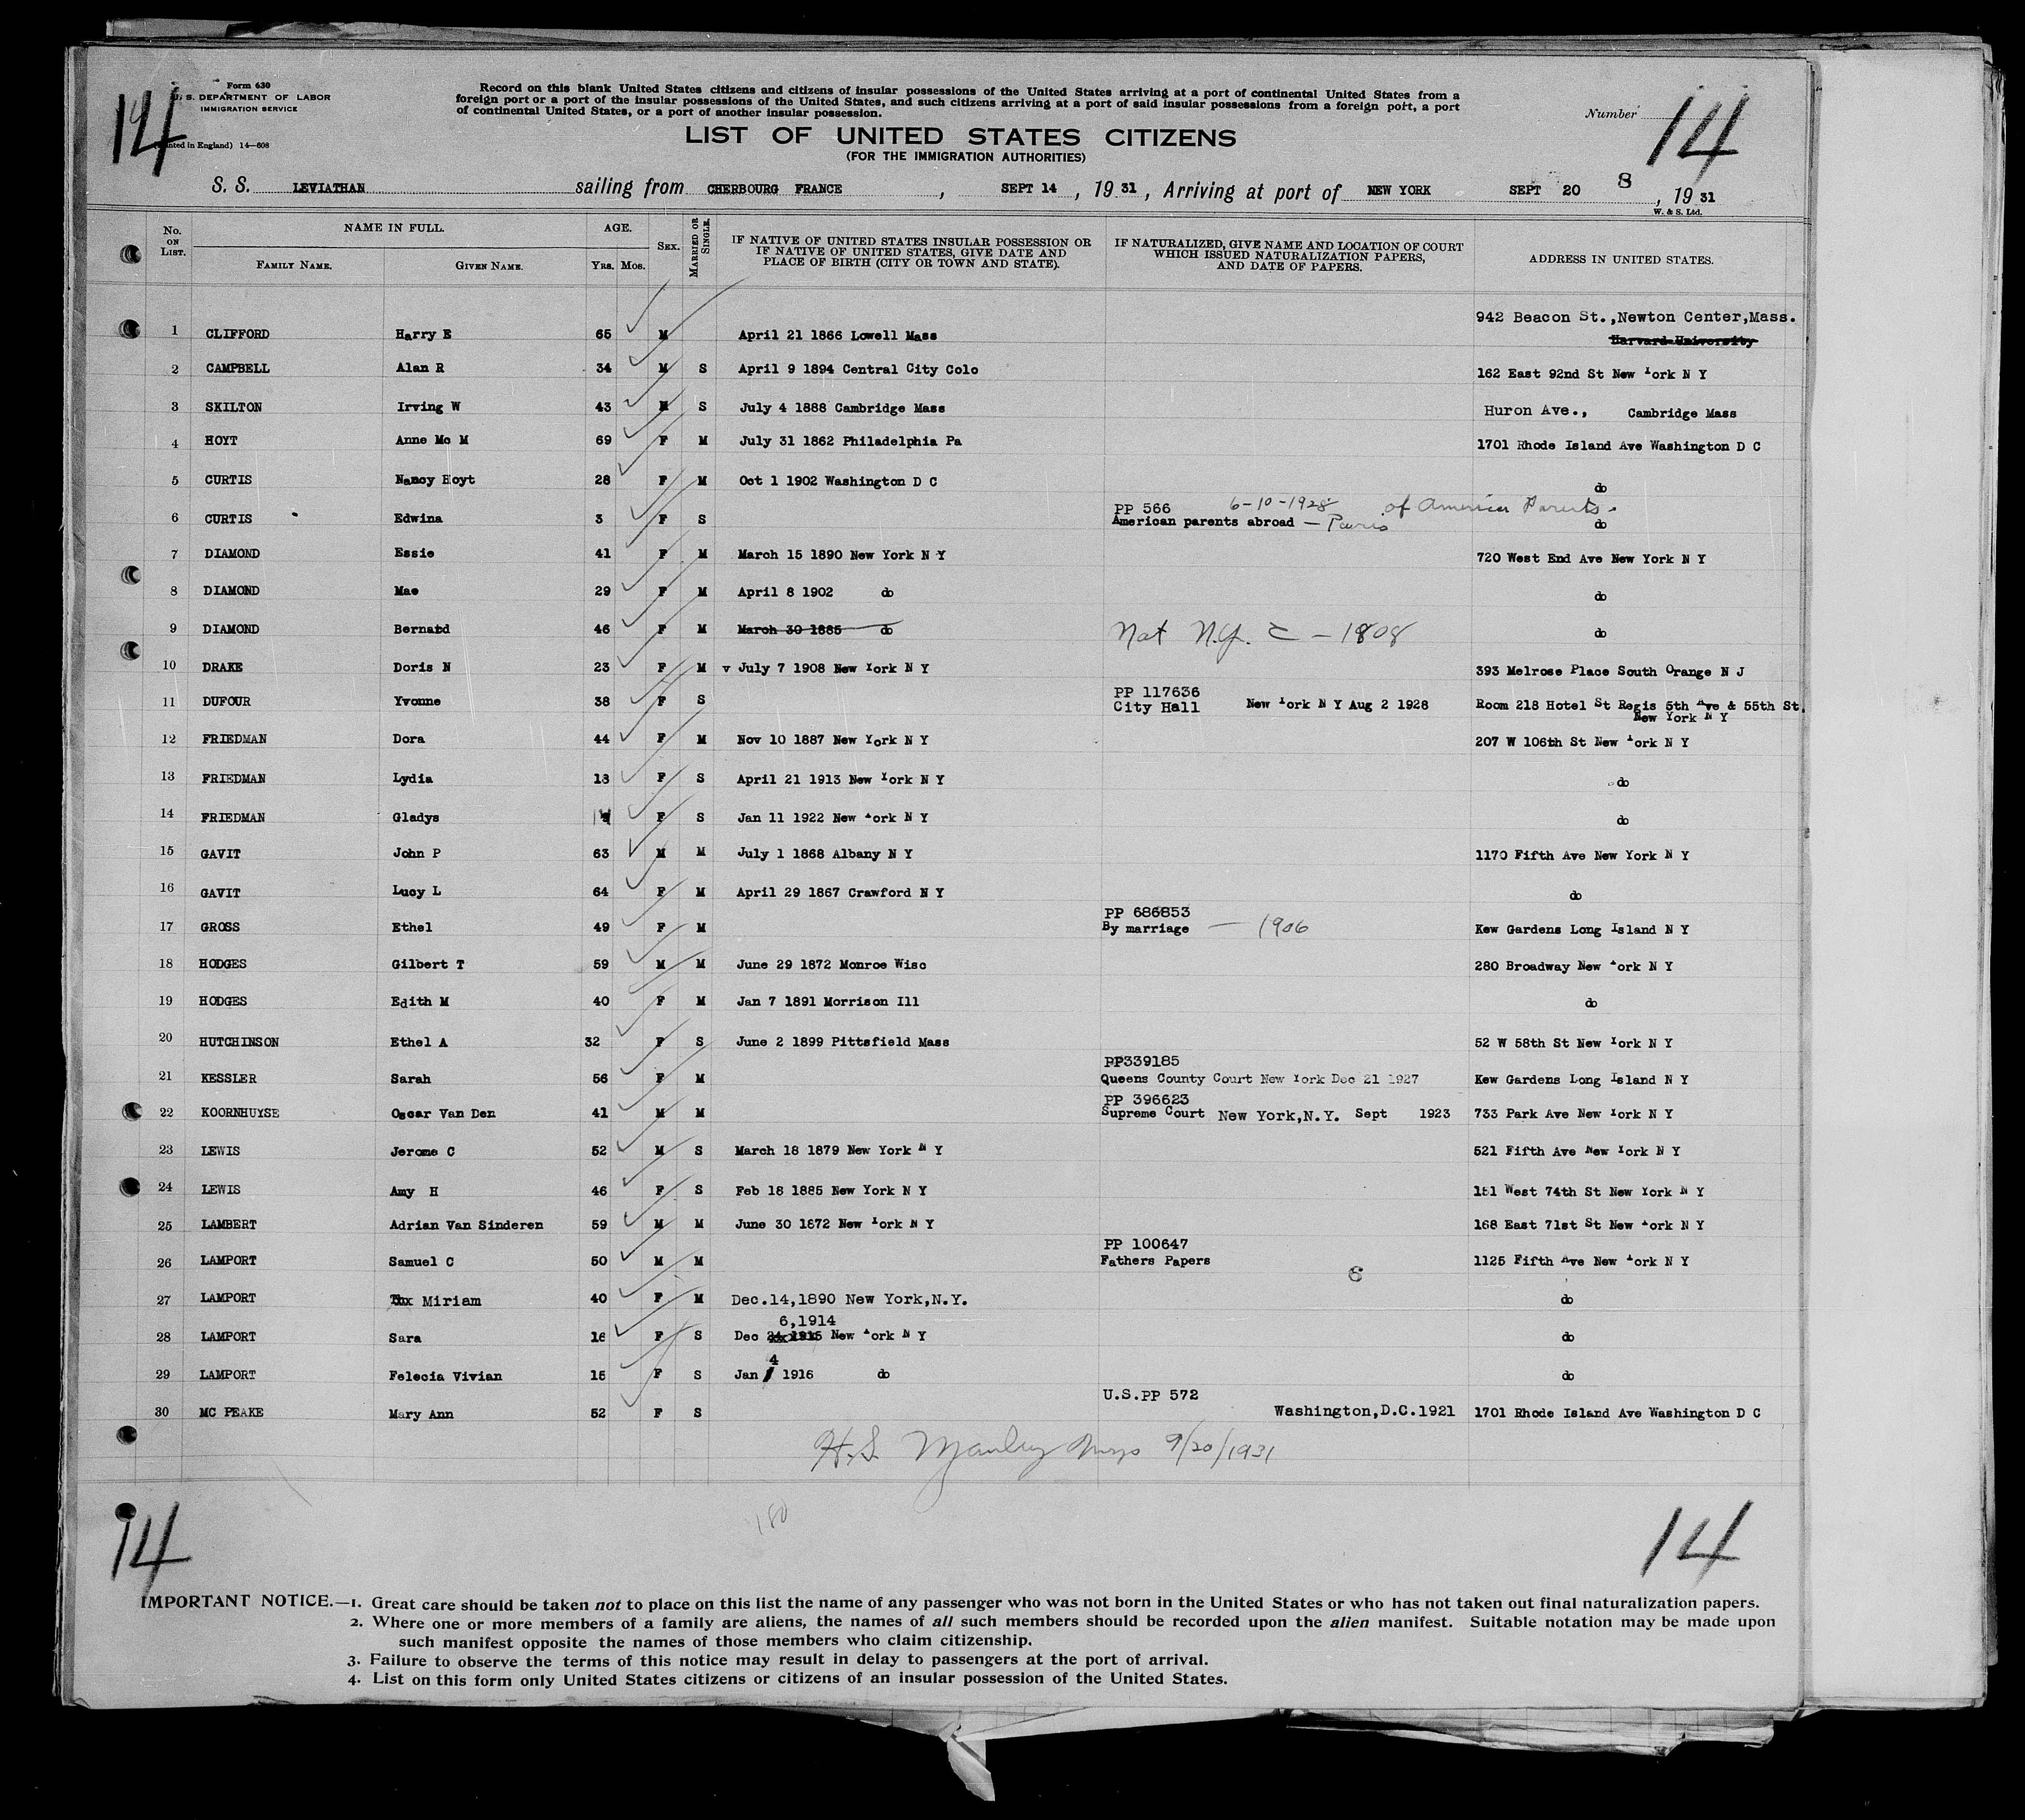 Form 630
U. S. DEPARTMENT OF LABOR
IMMIGRATION SERVICE
(Printed in England) 14—608
14
Record on this blank United States citizens and citizens of insular possessions of the United States arriving at a port of continental United States from a
foreign port or a port of the insular possessions of the United States, and such citizens arriving at a port of said insular possessions from a foreign port, a port
of continental United States, or a port of another insular possession.
Number 14
LIST OF UNITED STATES CITIZENS
(FOR THE IMMIGRATION AUTHORITIES)
S. S. LEVIATHAN sailing from CHERBOURG FRANCE, SEPT 14, 1931, Arriving at port of NEW YORK SEPT 20 8, 1931
W. & S. Ltd.
No. ON LIST. NAME IN FULL. AGE. SEX. MARRIED OR SINGLE. IF NATIVE OF UNITED STATES INSULAR POSSESSION OR IF NATIVE OF UNITED STATES, GIVE DATE AND PLACE OF BIRTH (CITY OR TOWN AND STATE). IF NATURALIZED, GIVE NAME AND LOCATION OF COURT WHICH ISSUED NATURALIZATION PAPERS, AND DATE OF PAPERS. ADDRESS IN UNITED STATES.
FAMILY NAME. GIVEN NAME. YRS. MOS.
942 Beacon St.,Newton Center,Mass.
1 CLIFFORD Harry E 65 M April 21 1866 Lowell Mass Harvard University
2 CAMPBELL Alan R 34 M S April 9 1894 Central City Colo 162 East 92nd St New York N Y
3 SKILTON Irving W 43 M S July 4 1888 Cambridge Mass Huron Ave., Cambridge Mass
4 HOYT Anne Mc M 69 F M July 31 1862 Philadelphia Pa 1701 Rhode Island Ave Washington D C
5 CURTIS Nancy Hoyt 28 F M Oct 1 1902 Washington D C do
PP 566 6-10-1928 of American Parents.
6 CURTIS Edwina 3 F S American parents abroad — Paris do
7 DIAMOND Essie 41 F M March 15 1890 New York N Y 720 West End Ave New York N Y
8 DIAMOND Mae 29 F M April 8 1902 do do
9 DIAMOND Bernard 46 F M March 30 1885 do Nat N.Y. C — 1908 do
10 DRAKE Doris N 23 F M v July 7 1908 New York N Y 393 Melrose Place South Orange N J
PP 117636
11 DUFOUR Yvonne 38 F S City Hall New York N Y Aug 2 1928 Room 218 Hotel St Regis 5th Ave & 55th St.
New York N Y
12 FRIEDMAN Dora 44 F M Nov 10 1887 New York N Y 207 W 106th St New York N Y
13 FRIEDMAN Lydia 18 F S April 21 1913 New York N Y do
14 FRIEDMAN Gladys F S Jan 11 1922 New York N Y do
15 GAVIT John P 63 M M July 1 1868 Albany N Y 1170 Fifth Ave New York N Y
16 GAVIT Lucy L 64 F M April 29 1867 Crawford N Y do
PP 686853
17 GROSS Ethel 49 F M By marriage — 1906 Kew Gardens Long Island N Y
18 HODGES Gilbert T 59 M M June 29 1872 Monroe Wisc 280 Broadway New York N Y
19 HODGES Edith M 40 F M Jan 7 1891 Morrison Ill do
20 HUTCHINSON Ethel A 32 F S June 2 1899 Pittsfield Mass 52 W 58th St New York N Y
PP339185
21 KESSLER Sarah 56 F M Queens County Court New York Dec 21 1927 Kew Gardens Long Island N Y
PP 396623
22 KOORNHUYSE Oscar Van Den 41 M M Supreme Court New York,N.Y. Sept 1923 733 Park Ave New York N Y
23 LEWIS Jerome C 52 M S March 18 1879 New York N Y 521 Fifth Ave New York N Y
24 LEWIS Amy H 46 F S Feb 18 1885 New York N Y 151 West 74th St New York N Y
25 LAMBERT Adrian Van Sinderen 59 M M June 30 1872 New York N Y 168 East 71st St New York N Y
PP 100647
26 LAMPORT Samuel C 50 M M Fathers Papers 1125 Fifth Ave New York N Y
6
27 LAMPORT Miriam 40 F M Dec.14,1890 New York,N.Y. do
6,1914
28 LAMPORT Sara 16 F S Dec 24 1915 New York N Y do
4
29 LAMPORT Felecia Vivian 15 F S Jan 1916 do do
U.S.PP 572
30 MC PEAKE Mary Ann 52 F S Washington,D.C.1921 1701 Rhode Island Ave Washington D C
H.S. Manley 9/20/1931
180
14 14
IMPORTANT NOTICE.—1. Great care should be taken not to place on this list the name of any passenger who was not born in the United States or who has not taken out final naturalization papers.
2. Where one or more members of a family are aliens, the names of all such members should be recorded upon the alien manifest. Suitable notation may be made upon
such manifest opposite the names of those members who claim citizenship.
3. Failure to observe the terms of this notice may result in delay to passengers at the port of arrival.
4. List on this form only United States citizens or citizens of an insular possession of the United States.